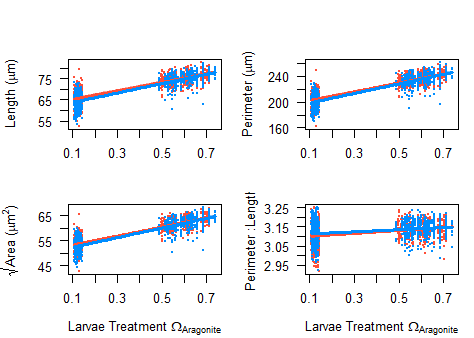 Length (µm)
55 65 75
0.1 0.3 0.5 0.7
Perimeter (µm)
160 200 240
0.1 0.3 0.5 0.7
√Area (µm²)
45 55 65
0.1 0.3 0.5 0.7
Larvae Treatment ΩAragonite
Perimeter :Length
2.95 3.05 3.15 3.25
0.1 0.3 0.5 0.7
Larvae Treatment ΩAragonite